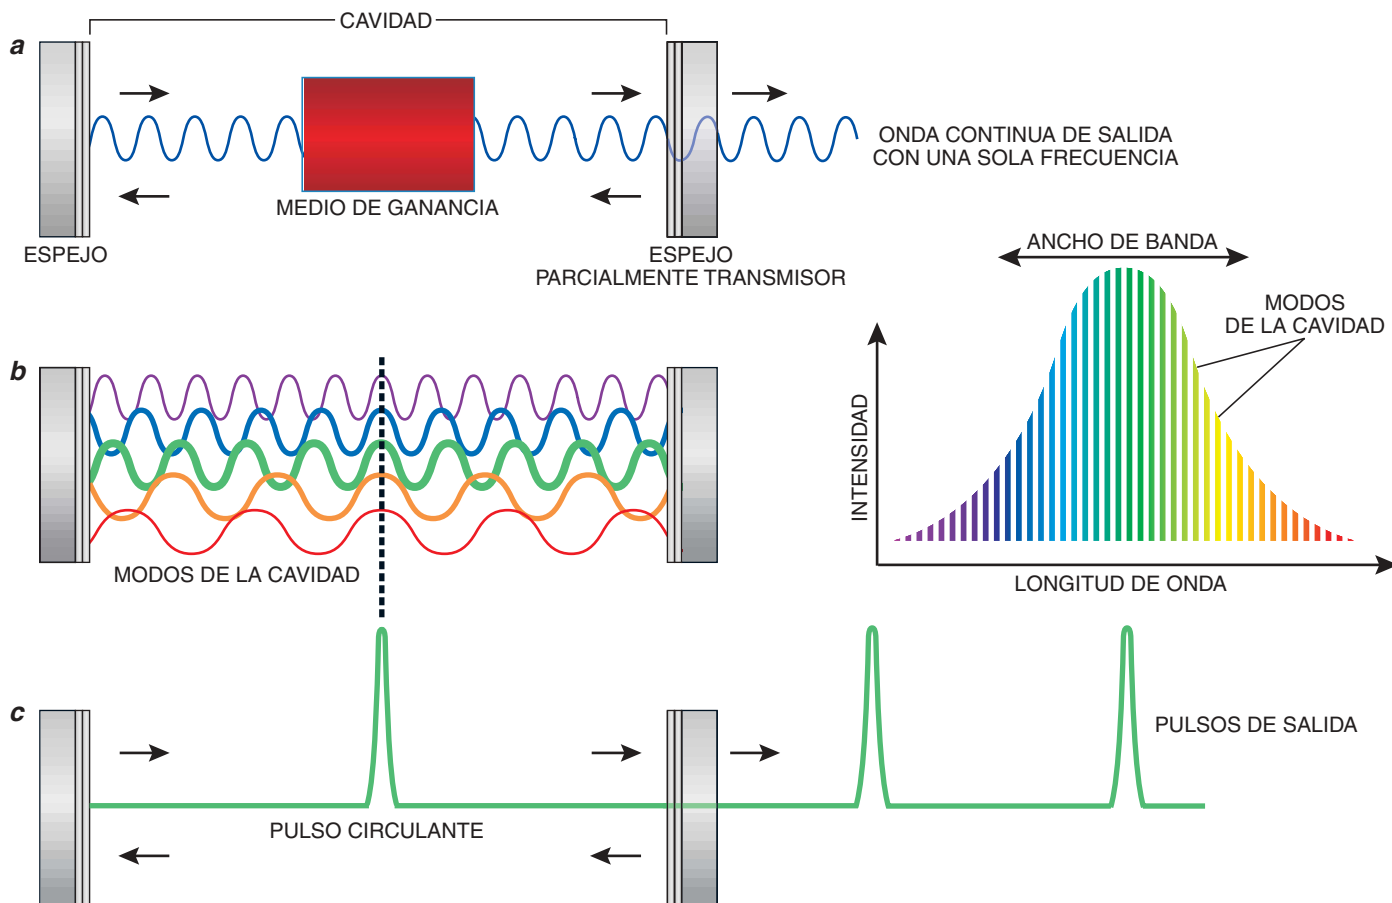 CAVIDAD
a
ONDA CONTINUA DE SALIDA
CON UNA SOLA FRECUENCIA
MEDIO DE GANANCIA
ESPEJO
ESPEJO
PARCIALMENTE TRANSMISOR
ANCHO DE BANDA
MODOS
DE LA CAVIDAD
INTENSIDAD
LONGITUD DE ONDA
b
MODOS DE LA CAVIDAD
c
PULSOS DE SALIDA
PULSO CIRCULANTE